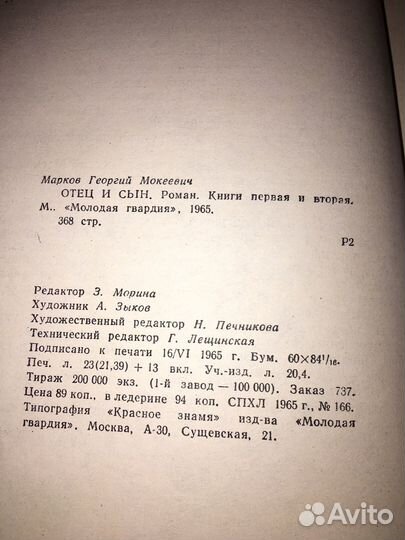 Марков Георгий Мокеевич
ОТЕЦ И СЫН. Роман. Книги первая и вторая.
М., «Молодая гвардия», 1965.
368 стр.
Р2
Редактор Э. Морина
Художник А. Зыков
Художественный редактор Н. Печникова
Технический редактор Г. Лещинская
Подписано к печати 16/VI 1965 г. Бум. 60×84¹/₁₆.
Печ. л. 23(21,39) + 13 вкл. Уч.-изд. л. 20,4.
Тираж 200 000 экз. (1-й завод — 100 000). Заказ 737.
Цена 89 коп., в ледерине 94 коп. СПХЛ 1965 г., № 166.
Типография «Красное знамя» изд-ва «Молодая
гвардия». Москва, А-30, Сущевская, 21.
Avito